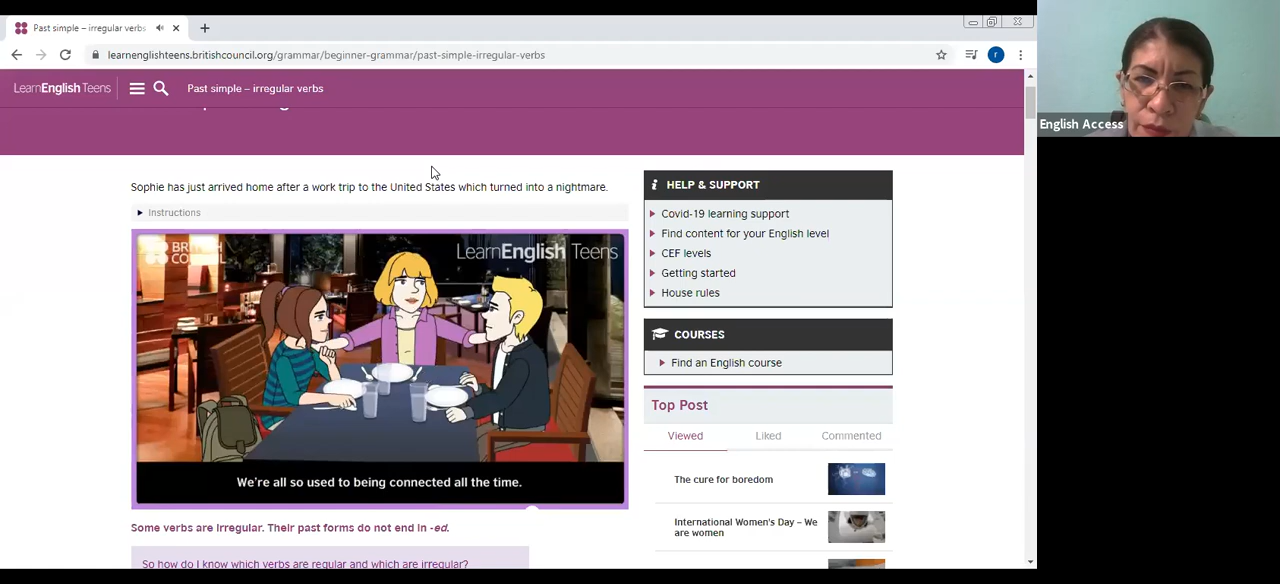 Past simple – irregular verbs
learnenglishteens.britishcouncil.org/grammar/beginner-grammar/past-simple-irregular-verbs
r
LearnEnglish Teens
Past simple – irregular verbs
Sophie has just arrived home after a work trip to the United States which turned into a nightmare.
Instructions
BRITISH
COUNCIL
LearnEnglish Teens
We're all so used to being connected all the time.
Some verbs are irregular. Their past forms do not end in -ed.
So how do I know which verbs are regular and which are irregular?
HELP & SUPPORT
Covid-19 learning support
Find content for your English level
CEF levels
Getting started
House rules
COURSES
Find an English course
Top Post
Viewed
Liked
Commented
The cure for boredom
International Women's Day – We
are women
English Access